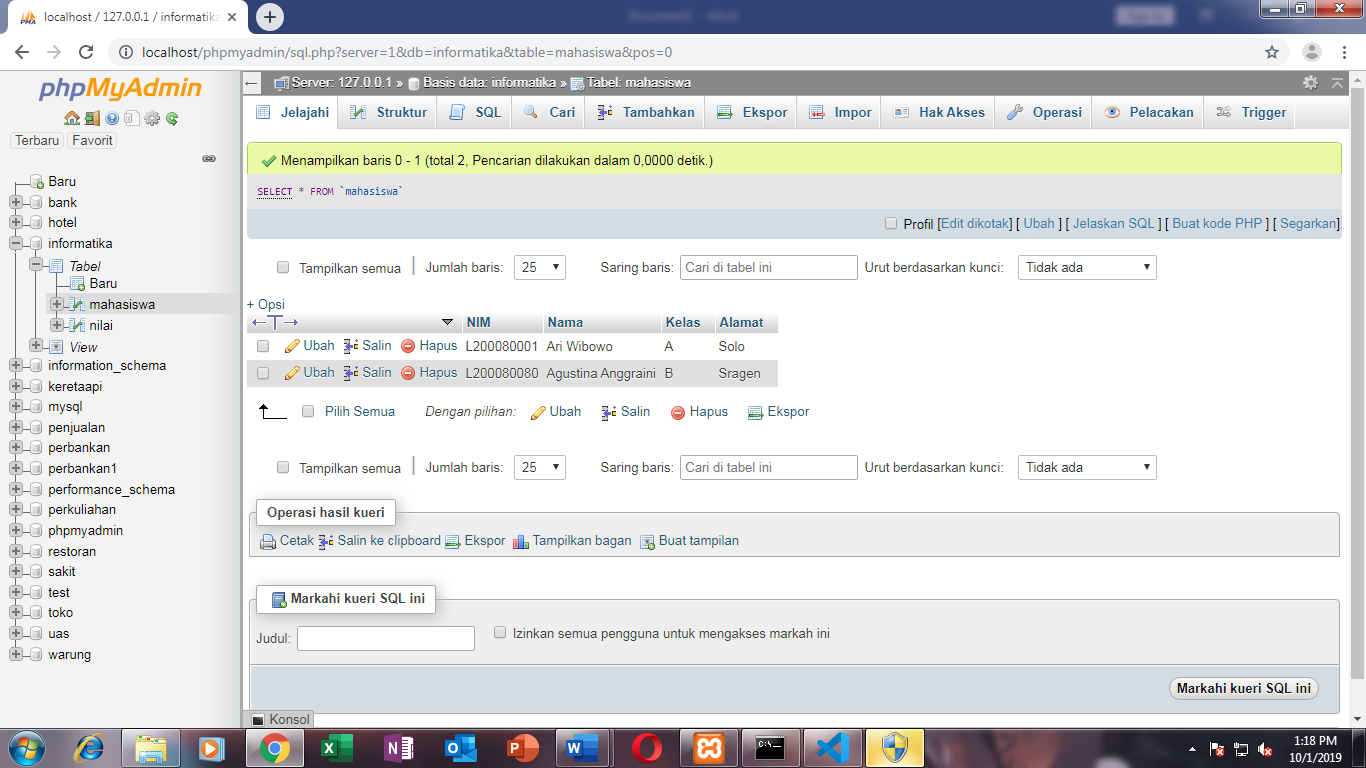 localhost / 127.0.0.1 / informatika
localhost/phpmyadmin/sql.php?server=1&db=informatika&table=mahasiswa&pos=0
phpMyAdmin
Terbaru Favorit
Baru
bank
hotel
informatika
Tabel
Baru
mahasiswa
nilai
View
information_schema
keretaapi
mysql
penjualan
perbankan
perbankan1
performance_schema
perkuliahan
phpmyadmin
restoran
sakit
test
toko
uas
warung
Server: 127.0.0.1 » Basis data: informatika » Tabel: mahasiswa
Jelajahi Struktur SQL Cari Tambahkan Ekspor Impor Hak Akses Operasi Pelacakan Trigger
Menampilkan baris 0 - 1 (total 2, Pencarian dilakukan dalam 0,0000 detik.)
SELECT * FROM `mahasiswa`
Profil [Edit dikotak] [ Ubah ] [ Jelaskan SQL ] [ Buat kode PHP ] [ Segarkan]
Tampilkan semua | Jumlah baris: 25 Saring baris: Cari di tabel ini Urut berdasarkan kunci: Tidak ada
+ Opsi
←T→ NIM Nama Kelas Alamat
Ubah Salin Hapus L200080001 Ari Wibowo A Solo
Ubah Salin Hapus L200080080 Agustina Anggraini B Sragen
Pilih Semua Dengan pilihan: Ubah Salin Hapus Ekspor
Tampilkan semua | Jumlah baris: 25 Saring baris: Cari di tabel ini Urut berdasarkan kunci: Tidak ada
Operasi hasil kueri
Cetak Salin ke clipboard Ekspor Tampilkan bagan Buat tampilan
Markahi kueri SQL ini
Judul: Izinkan semua pengguna untuk mengakses markah ini
Markahi kueri SQL ini
Konsol
1:18 PM
10/1/2019